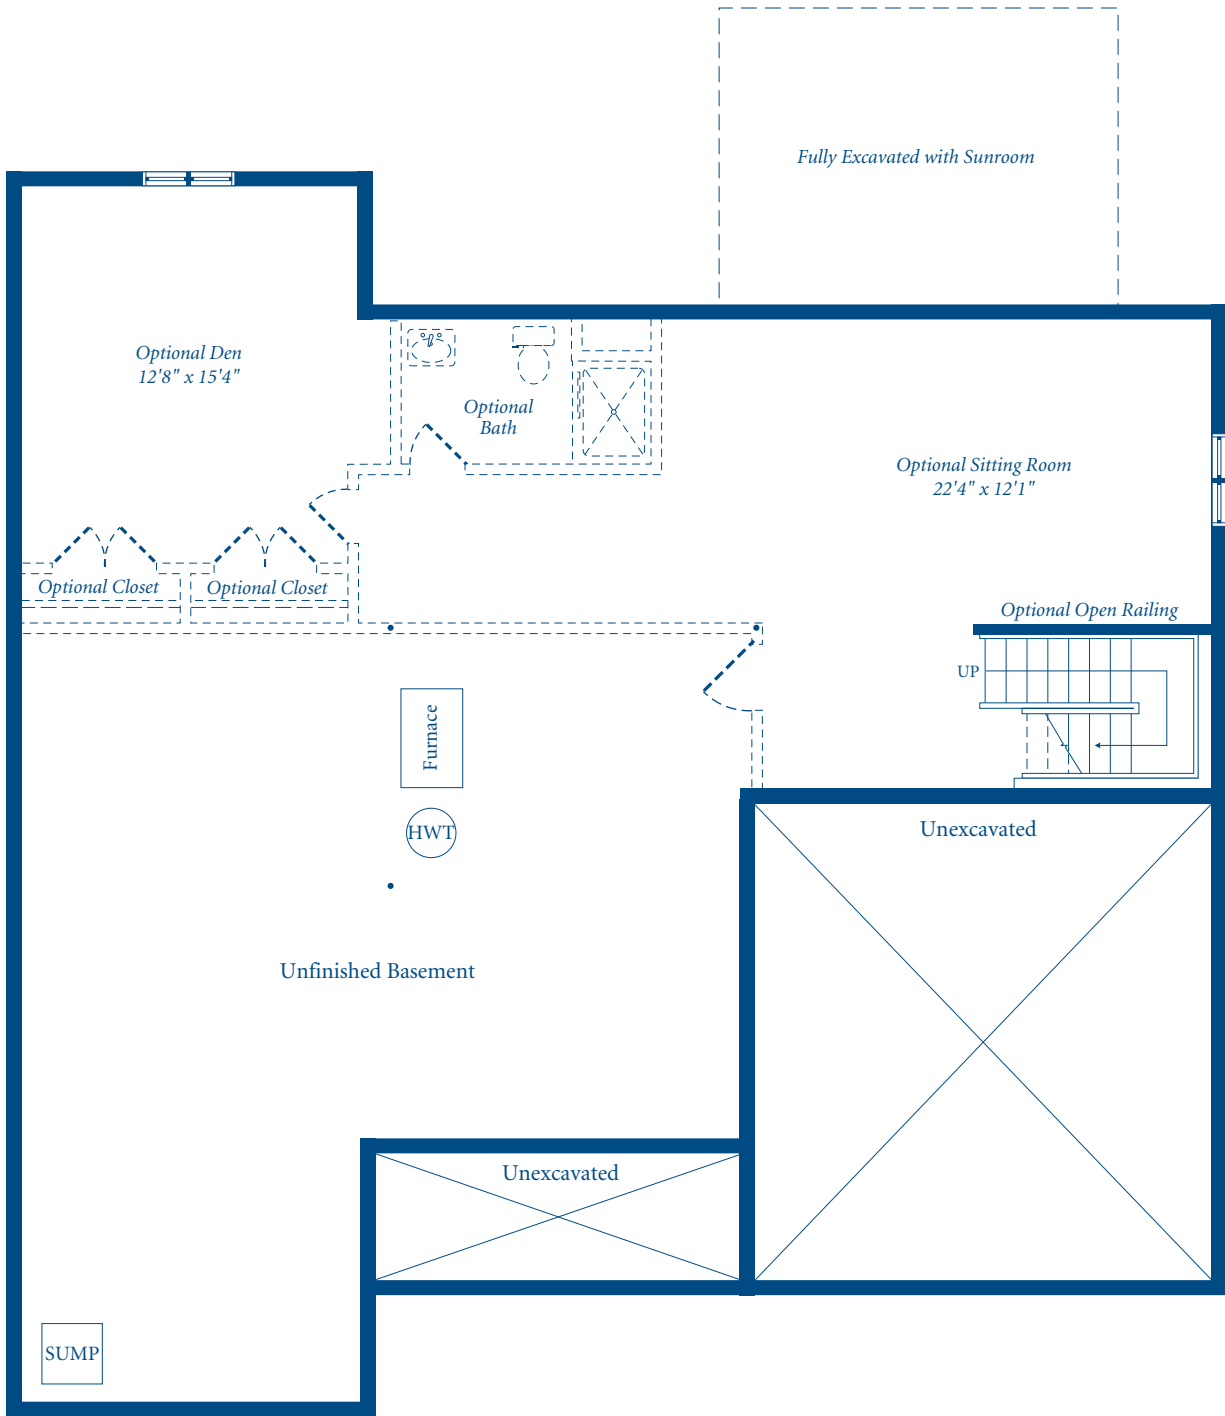 Fully Excavated with Sunroom
Optional Den
12'8" x 15'4"
Optional
Bath
Optional Sitting Room
22'4" x 12'1"
Optional Closet
Optional Closet
Optional Open Railing
UP
Furnace
HWT
Unexcavated
Unfinished Basement
Unexcavated
SUMP